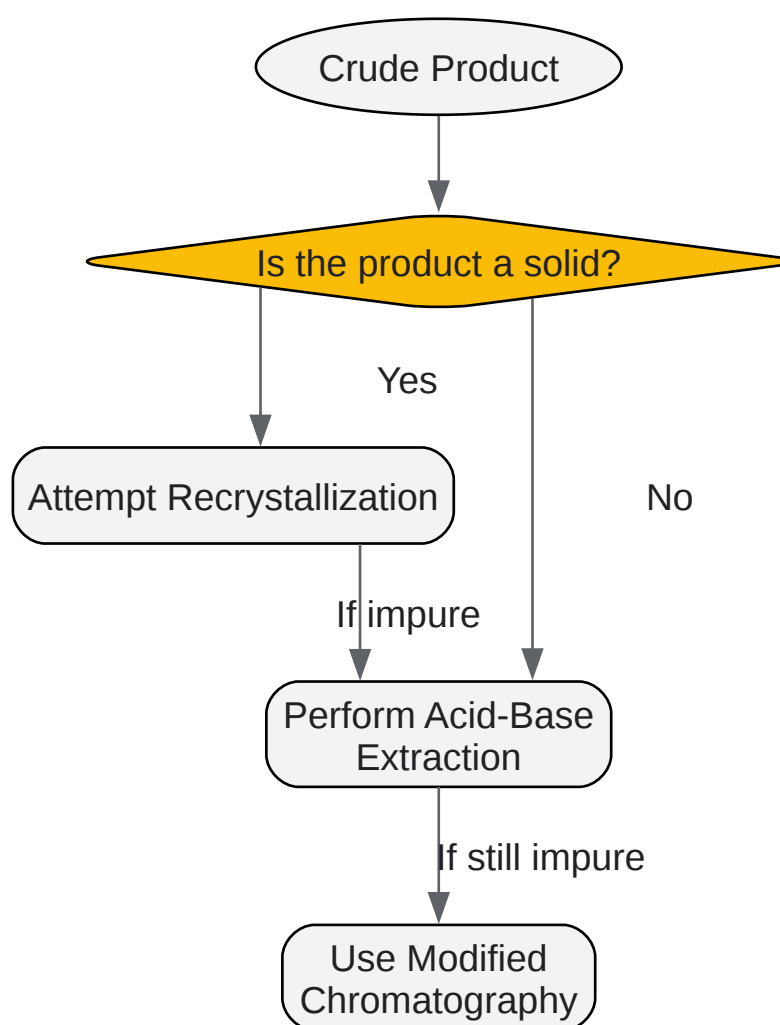 Crude Product
Is the product a solid?
Yes
Attempt Recrystallization
No
If impure
Perform Acid-Base
Extraction
If still impure
Use Modified
Chromatography